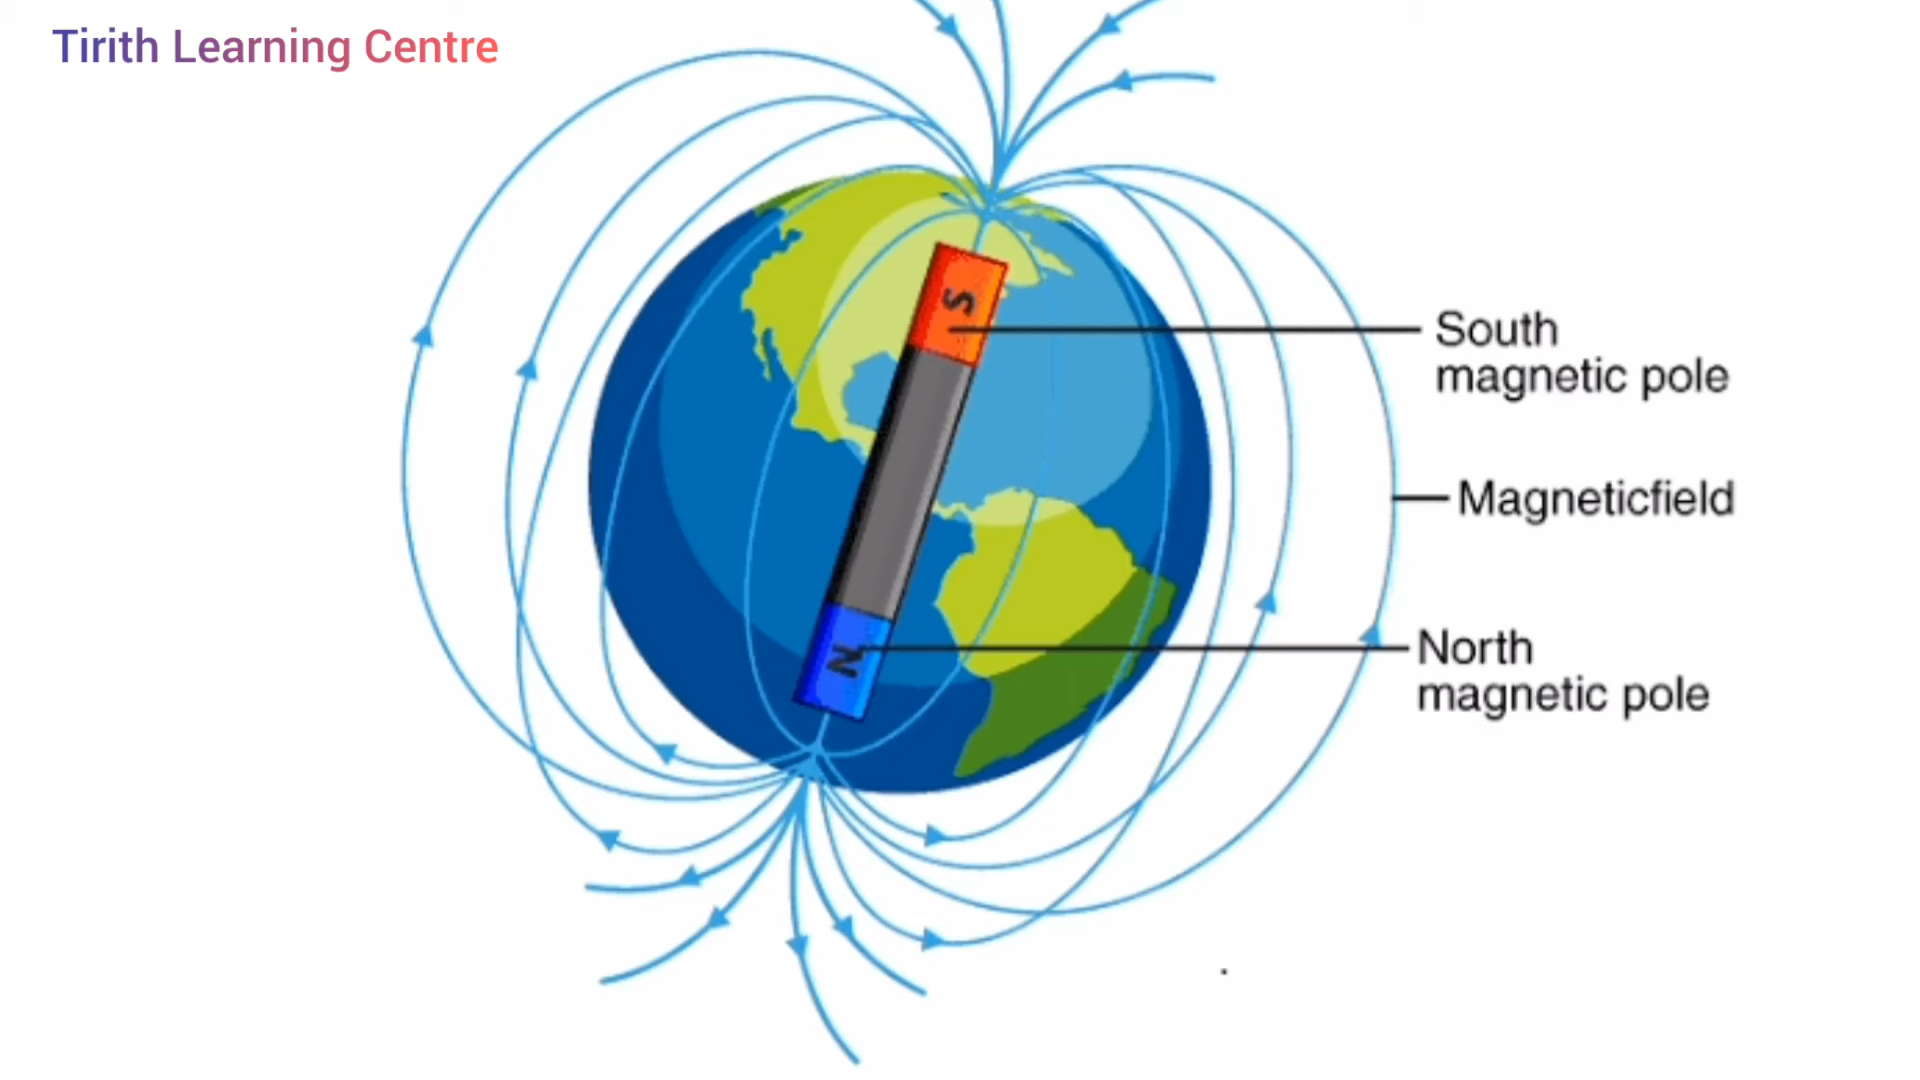 Tirith Learning Centre
S
South
magnetic pole
Magneticfield
N
North
magnetic pole